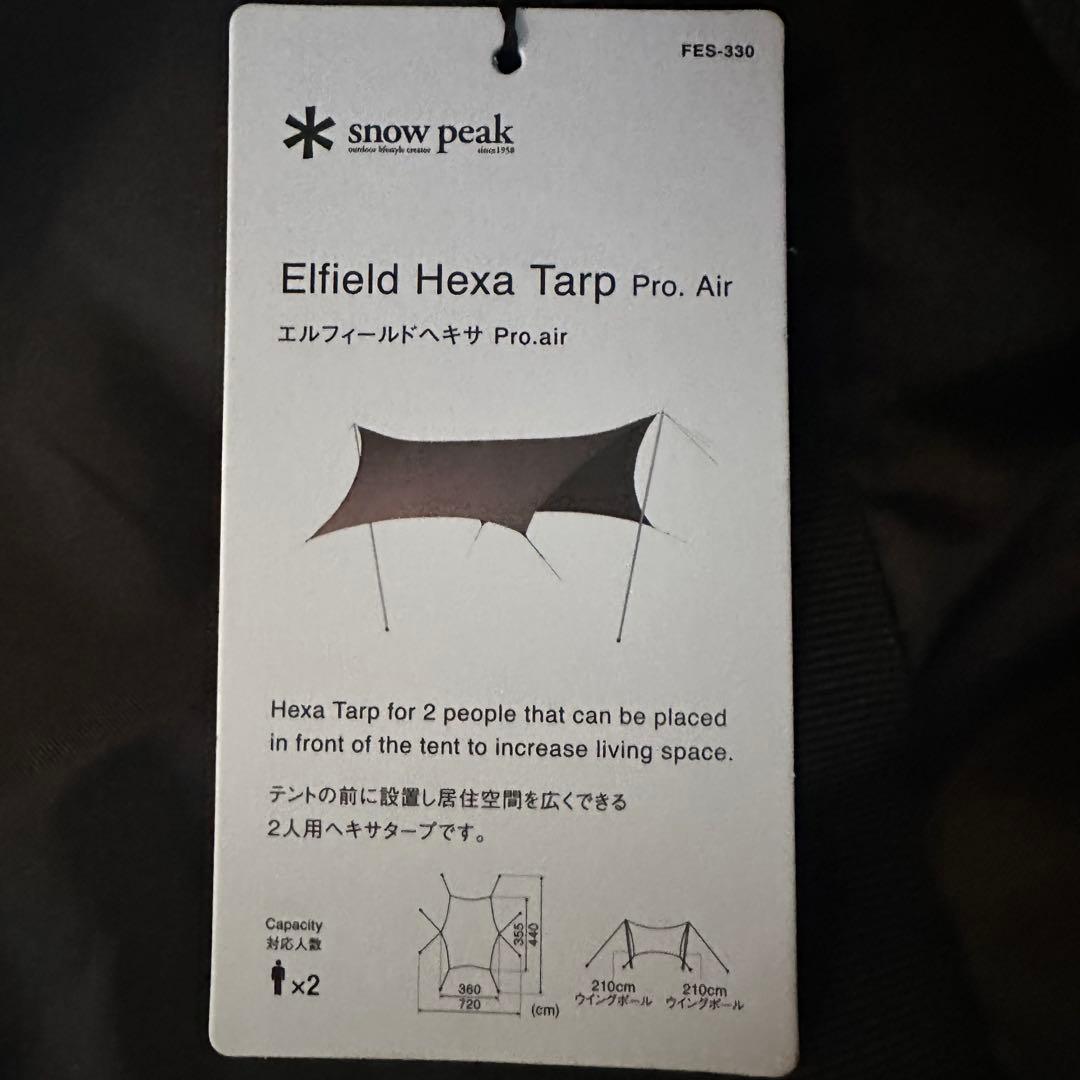 FES-330
snow peak
outdoor lifestyle creator since 1958
Elfield Hexa Tarp Pro. Air
エルフィールドヘキサ Pro.air
Hexa Tarp for 2 people that can be placed
in front of the tent to increase living space.
テントの前に設置し居住空間を広くできる
2人用ヘキサタープです。
Capacity
対応人数
×2
355
440
360
720
(cm)
210cm
ウイングポール
210cm
ウイングポール